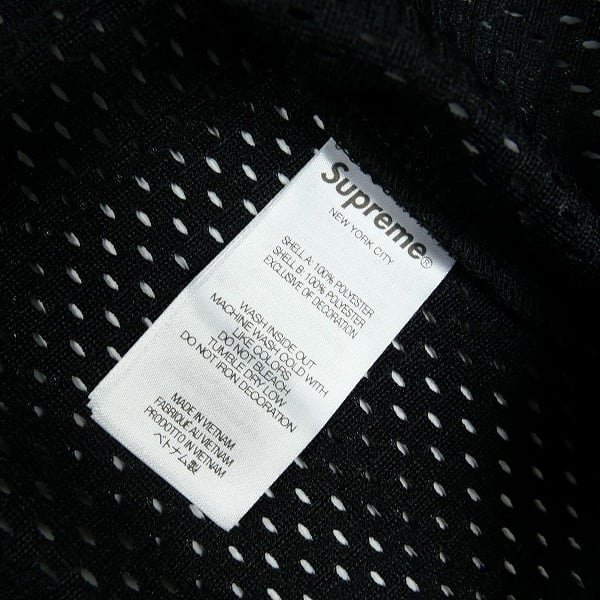 Supreme®
NEW YORK CITY
SHELL A: 100% POLYESTER
SHELL B: 100% POLYESTER
EXCLUSIVE OF DECORATION
WASH INSIDE OUT
MACHINE WASH COLD WITH
LIKE COLORS
DO NOT BLEACH
TUMBLE DRY LOW
DO NOT IRON DECORATION
MADE IN VIETNAM
FABRIQUÉ AU VIETNAM
PRODOTTO IN VIETNAM
ベトナム製